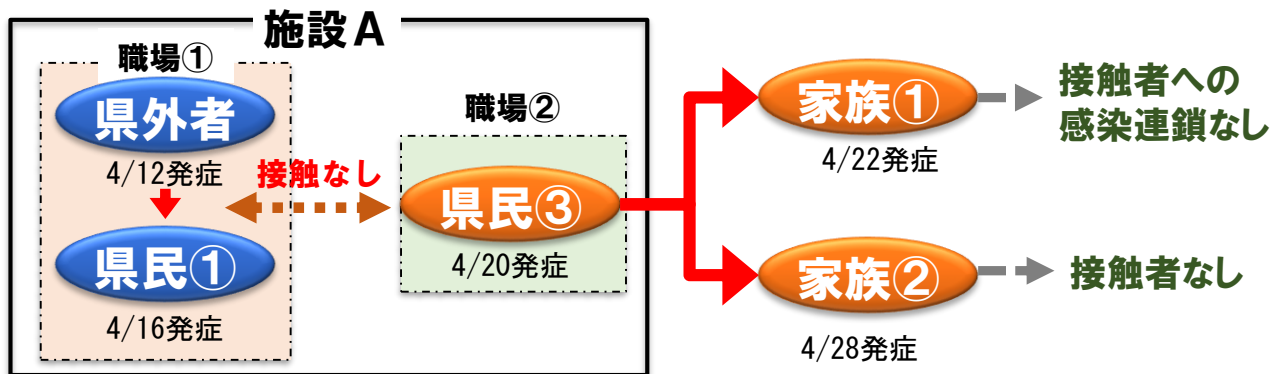 施設A
職場①
県外者
4/12発症
県民①
4/16発症
接触なし
職場②
県民③
4/20発症
家族①
4/22発症
接触者への
感染連鎖なし
家族②
4/28発症
接触者なし